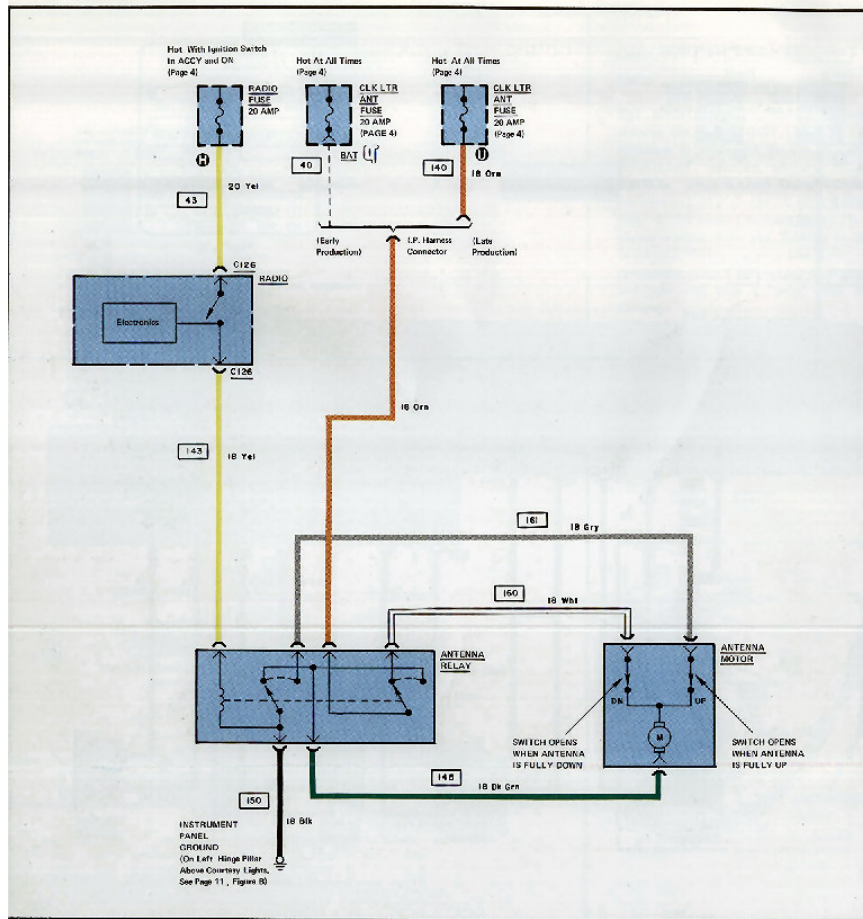 Hot With Ignition Switch
In ACCY and ON
(Page 4)
Hot At All Times
(Page 4)
Hot At All Times
(Page 4)
RADIO
FUSE
20 AMP
CLK LTR
ANT
FUSE
20 AMP
(PAGE 4)
CLK LTR
ANT
FUSE
20 AMP
(Page 4)
H
BAT
U
43
20 Yel
40
140
18 Orn
(Early
Production)
I.P. Harness
Connector
(Late
Production)
C126
RADIO
Electronics
C126
18 Orn
143
18 Yel
161
18 Gry
160
18 Wht
ANTENNA
RELAY
ANTENNA
MOTOR
DN
UP
M
SWITCH OPENS
WHEN ANTENNA
IS FULLY DOWN
SWITCH OPENS
WHEN ANTENNA
IS FULLY UP
145
18 Dk Grn
150
18 Blk
INSTRUMENT
PANEL
GROUND
(On Left Hinge Pillar
Above Courtesy Lights,
See Page 11, Figure 8)